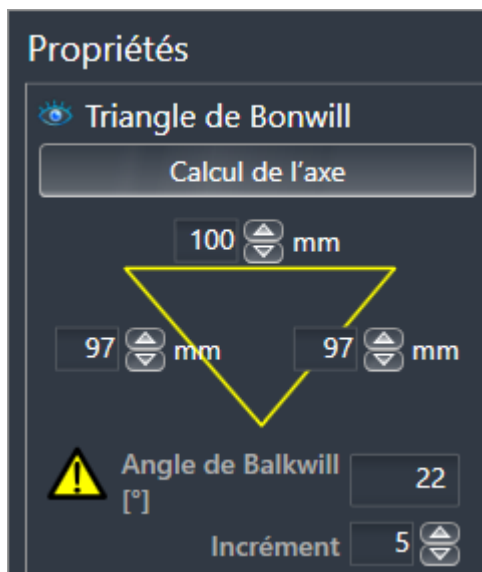 Propriétés
Triangle de Bonwill
Calcul de l’axe
100 mm
97 mm 97 mm
Angle de Balkwill
[°] 22
Incrément 5